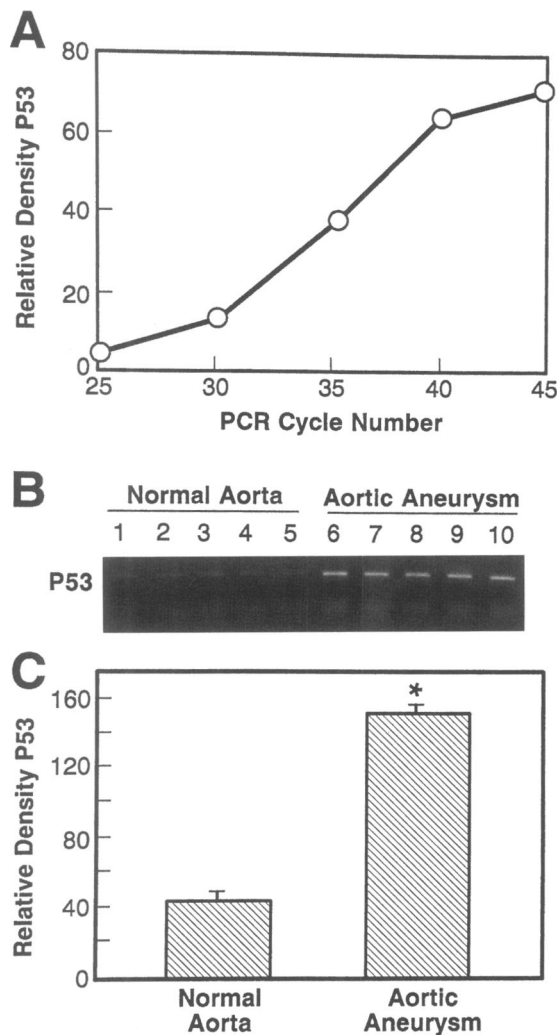 A
80
60
40
20
0
Relative Density P53
25 30 35 40 45
PCR Cycle Number
B
Normal Aorta Aortic Aneurysm
1 2 3 4 5 6 7 8 9 10
P53
C
160
120
80
40
0
Relative Density P53
*
Normal Aortic
Aorta Aneurysm